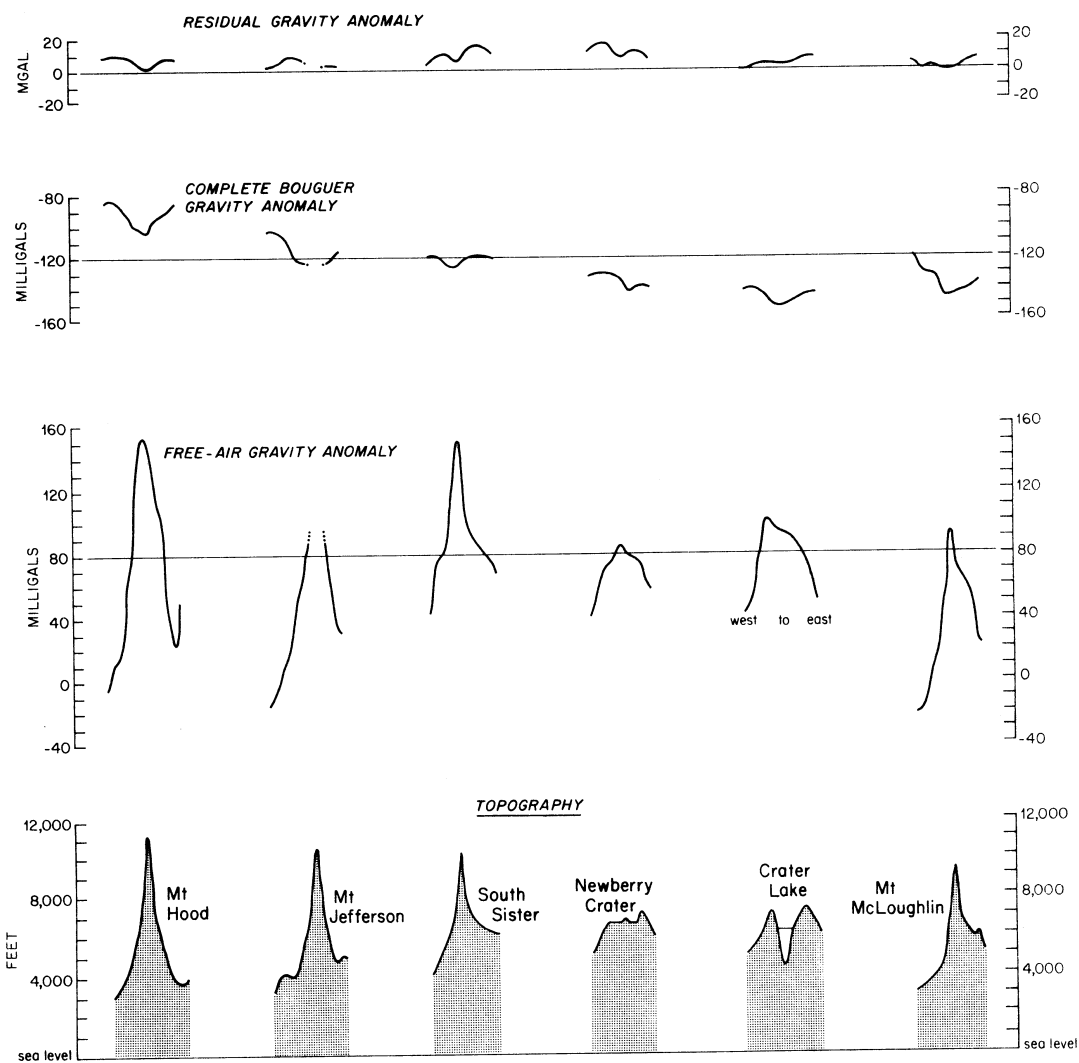 RESIDUAL GRAVITY ANOMALY
20
0
-20
MGAL
20
0
-20
COMPLETE BOUGUER
GRAVITY ANOMALY
-80
-120
-160
MILLIGALS
-80
-120
-160
FREE-AIR GRAVITY ANOMALY
160
120
80
40
0
-40
MILLIGALS
160
120
80
40
0
-40
west to east
TOPOGRAPHY
12,000
8,000
4,000
sea level
FEET
Mt
Hood
Mt
Jefferson
South
Sister
Newberry
Crater
Crater
Lake
Mt
McLoughlin
12,000
8,000
4,000
sea level